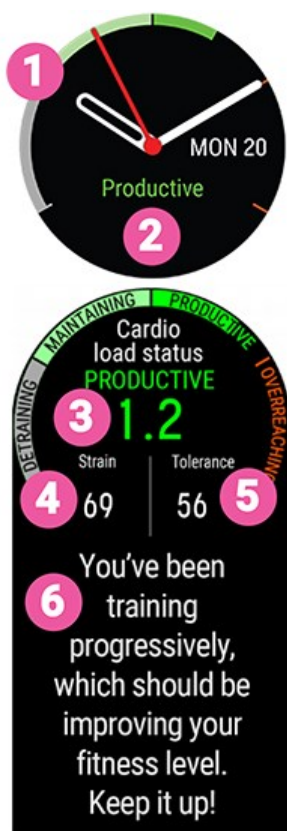 1
MON 20
Productive
2
DETRAINING
MAINTAINING
PRODUCTIVE
OVERREACHING
Cardio
load status
PRODUCTIVE
3
1.2
Strain
Tolerance
4
69
56
5
You've been
6
training
progressively,
which should be
improving your
fitness level.
Keep it up!